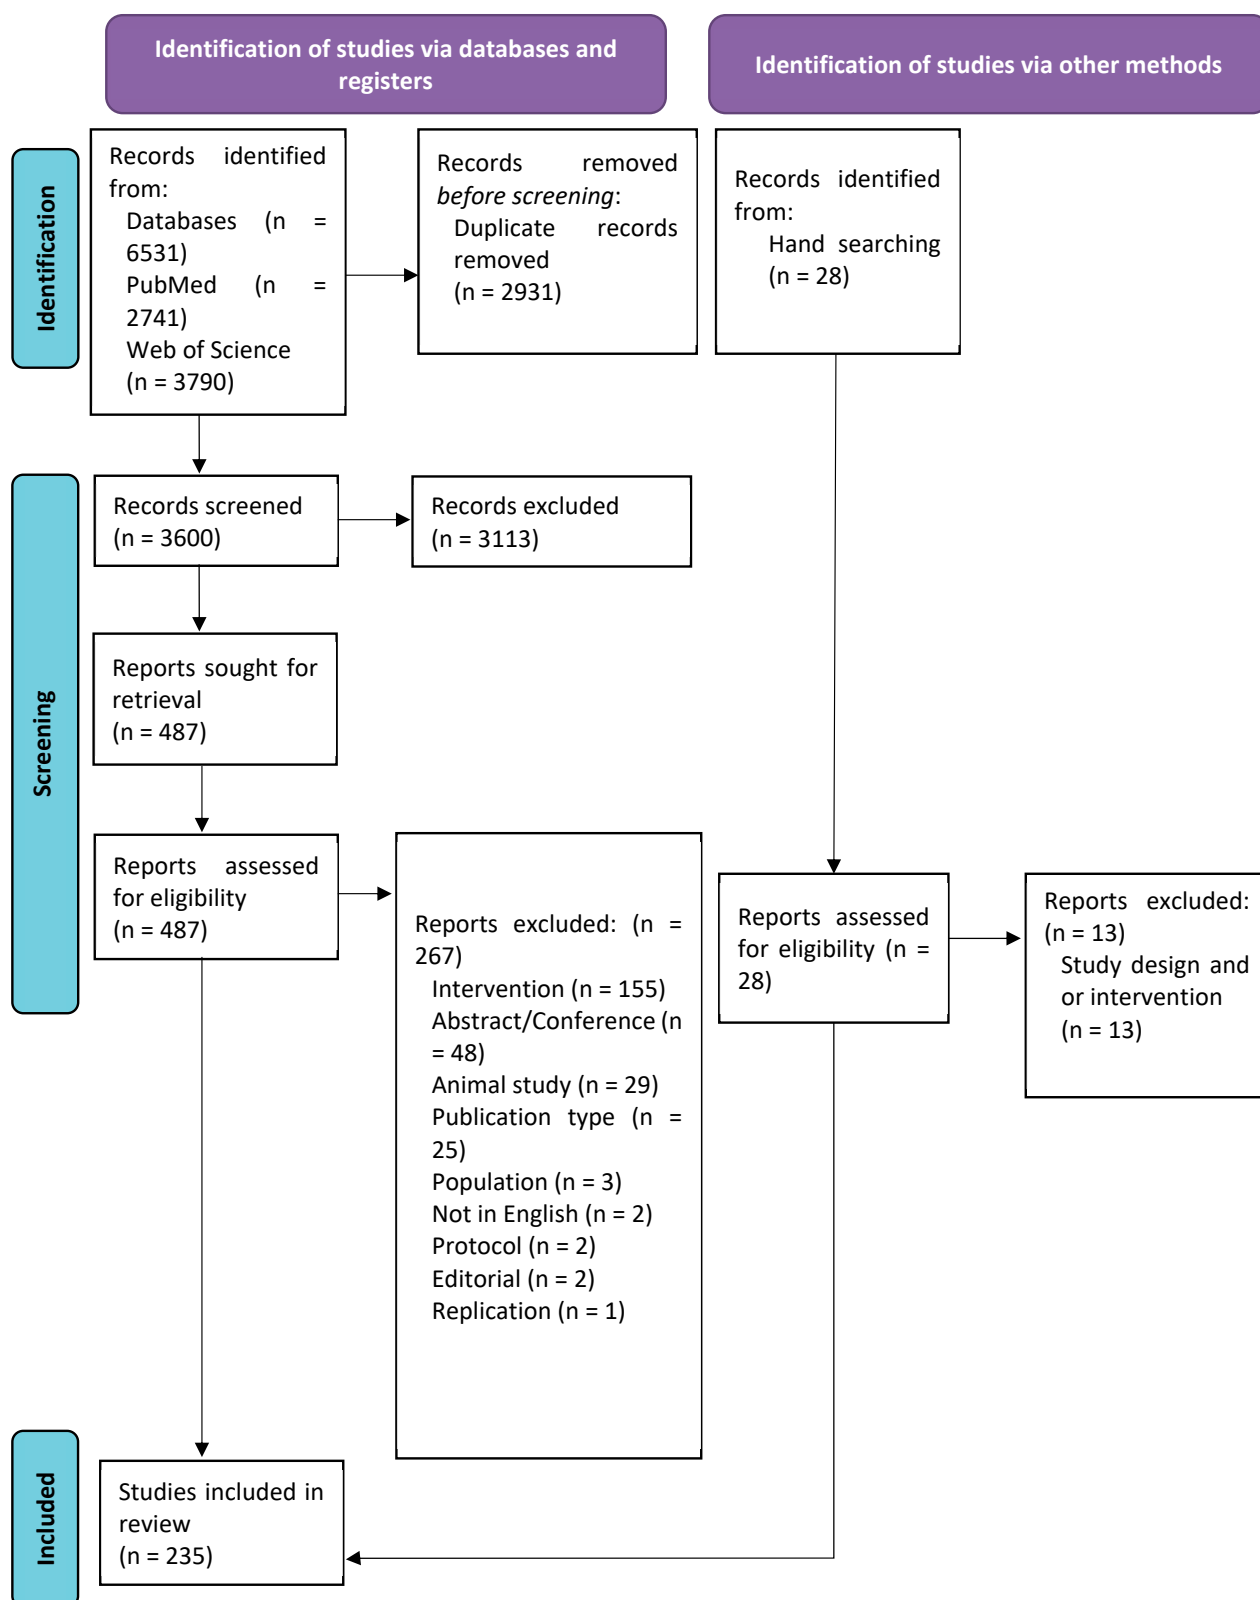 Identification of studies via databases and
registers
Identification of studies via other methods
Identification
Records identified
from:
Databases (n =
6531)
PubMed (n =
2741)
Web of Science
(n = 3790)
Records removed
before screening:
Duplicate records
removed
(n = 2931)
Records identified
from:
Hand searching
(n = 28)
Screening
Records screened
(n = 3600)
Records excluded
(n = 3113)
Reports sought for
retrieval
(n = 487)
Reports assessed
for eligibility
(n = 487)
Reports excluded: (n =
267)
Intervention (n = 155)
Abstract/Conference (n
= 48)
Animal study (n = 29)
Publication type (n =
25)
Population (n = 3)
Not in English (n = 2)
Protocol (n = 2)
Editorial (n = 2)
Replication (n = 1)
Reports assessed
for eligibility (n =
28)
Reports excluded:
(n = 13)
Study design and
or intervention
(n = 13)
Included
Studies included in
review
(n = 235)